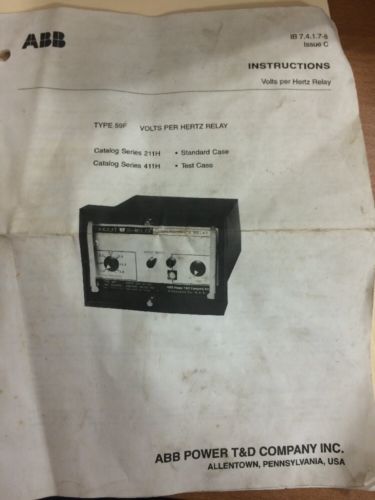 ABB
IB 7.4.1.7-8
Issue C
INSTRUCTIONS
Volts per Hertz Relay
TYPE 59F VOLTS PER HERTZ RELAY
Catalog Series 211H • Standard Case
Catalog Series 411H • Test Case
ABB POWER T&D COMPANY INC.
ALLENTOWN, PENNSYLVANIA, USA